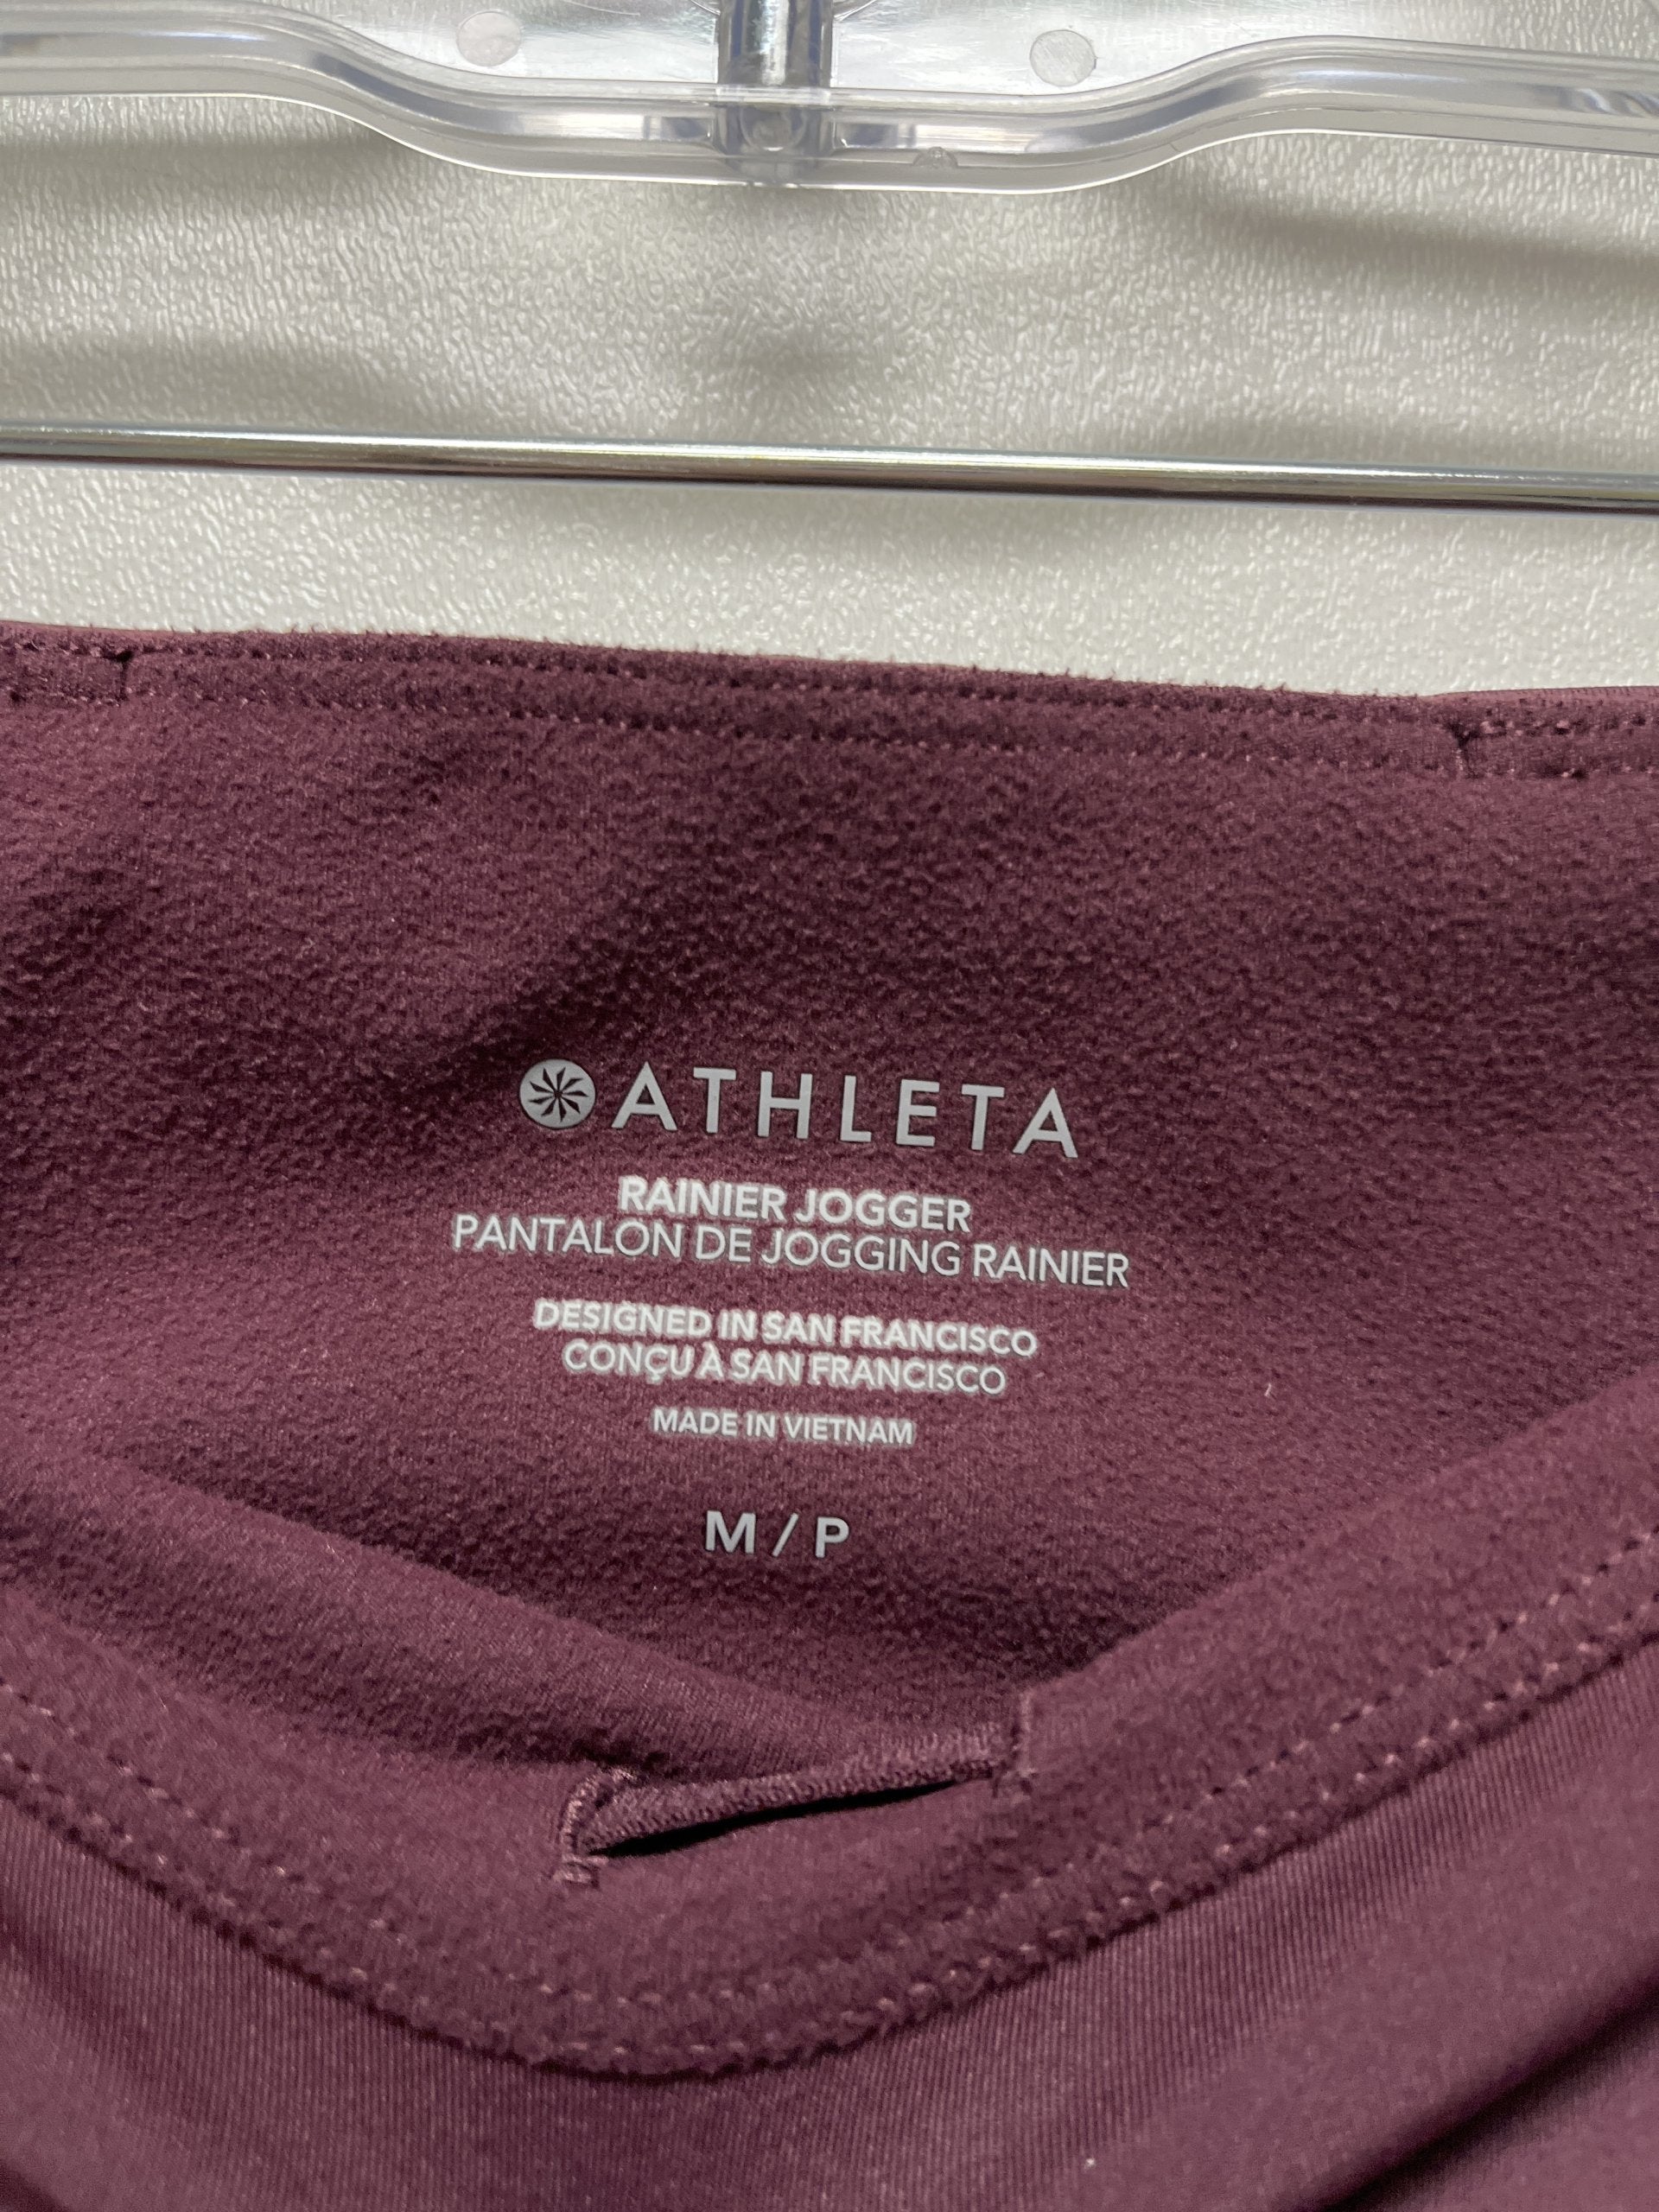 ATHLETA
RAINIER JOGGER
PANTALON DE JOGGING RAINIER
DESIGNED IN SAN FRANCISCO
CONÇU À SAN FRANCISCO
MADE IN VIETNAM
M / P